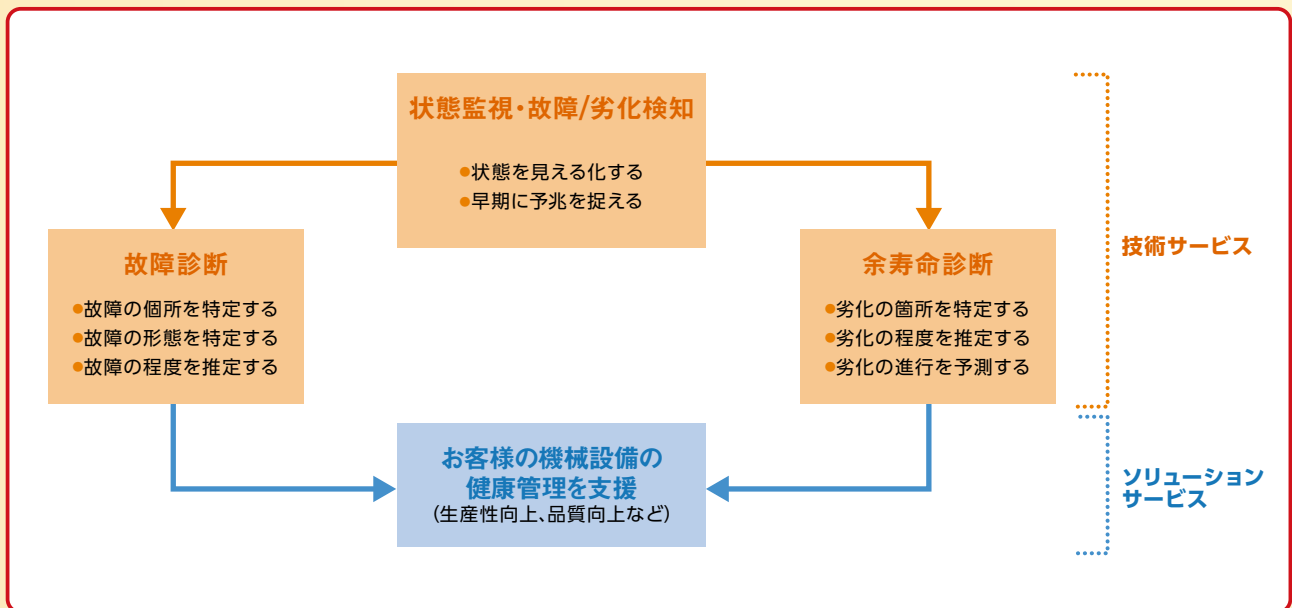 状態監視・故障/劣化検知
●状態を見える化する
●早期に予兆を捉える
故障診断
●故障の個所を特定する
●故障の形態を特定する
●故障の程度を推定する
余寿命診断
●劣化の箇所を特定する
●劣化の程度を推定する
●劣化の進行を予測する
技術サービス
お客様の機械設備の
健康管理を支援
(生産性向上、品質向上など)
ソリューション
サービス